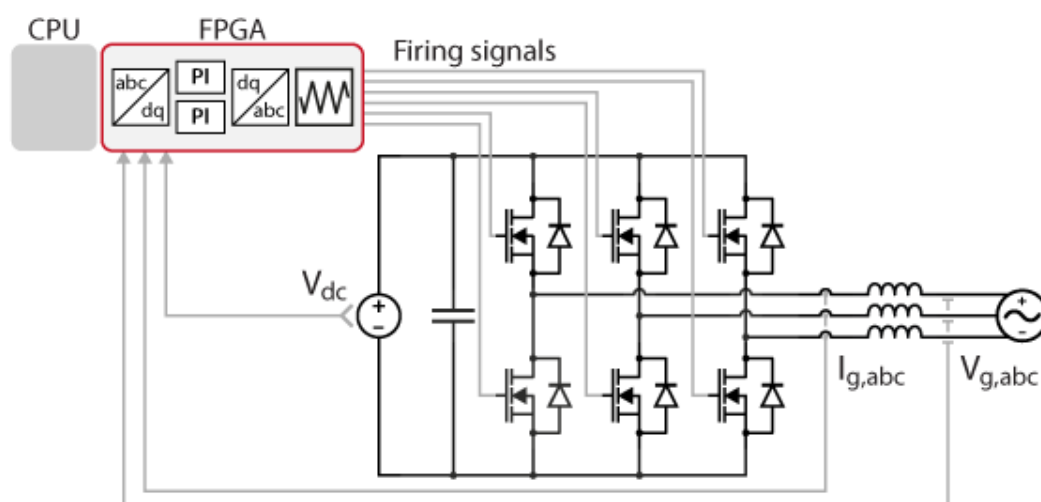 CPU
FPGA
Firing signals
abc
dq
PI
PI
dq
abc
Vdc
+
−
+
−
Ig,abc
Vg,abc